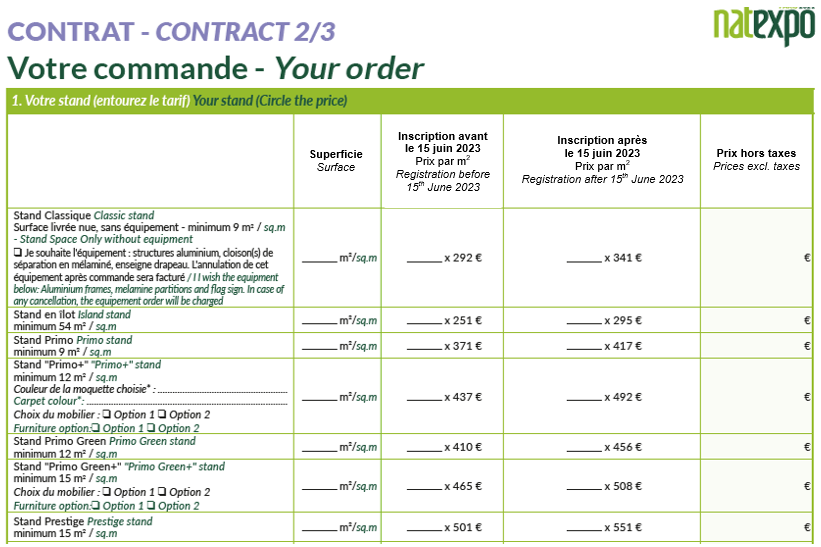 CONTRAT - CONTRACT 2/3
natexpo
Votre commande - Your order
1. Votre stand (entourez le tarif) Your stand (Circle the price)
Superficie
Surface
Inscription avant
le 15 juin 2023
Prix par m²
Registration before
15th June 2023
Inscription après
le 15 juin 2023
Prix par m²
Registration after 15th June 2023
Prix hors taxes
Prices excl. taxes
Stand Classique Classic stand
Surface livrée nue, sans équipement - minimum 9 m² / sq.m
- Stand Space Only without equipment
❑ Je souhaite l'équipement : structures aluminium, cloison(s) de
séparation en mélaminé, enseigne drapeau. L'annulation de cet
équipement après commande sera facturé / I I wish the equipment
below: Aluminium frames, melamine partitions and flag sign. In case of
any cancellation, the equipement order will be charged
______ m²/sq.m
______ x 292 €
______ x 341 €
€
Stand en îlot Island stand
minimum 54 m² / sq.m
______ m²/sq.m
______ x 251 €
______ x 295 €
€
Stand Primo Primo stand
minimum 9 m² / sq.m
______ m²/sq.m
______ x 371 €
______ x 417 €
€
Stand "Primo+" "Primo+" stand
minimum 12 m² / sq.m
Couleur de la moquette choisie* : ..............................
Carpet colour*: ..............................
Choix du mobilier : ❑ Option 1 ❑ Option 2
Furniture option:❑ Option 1 ❑ Option 2
______ m²/sq.m
______ x 437 €
______ x 492 €
€
Stand Primo Green Primo Green stand
minimum 12 m² / sq.m
______ m²/sq.m
______ x 410 €
______ x 456 €
€
Stand "Primo Green+" "Primo Green+" stand
minimum 15 m² / sq.m
Choix du mobilier : ❑ Option 1 ❑ Option 2
Furniture option:❑ Option 1 ❑ Option 2
______ m²/sq.m
______ x 465 €
______ x 508 €
€
Stand Prestige Prestige stand
minimum 15 m² / sq.m
______ m²/sq.m
______ x 501 €
______ x 551 €
€